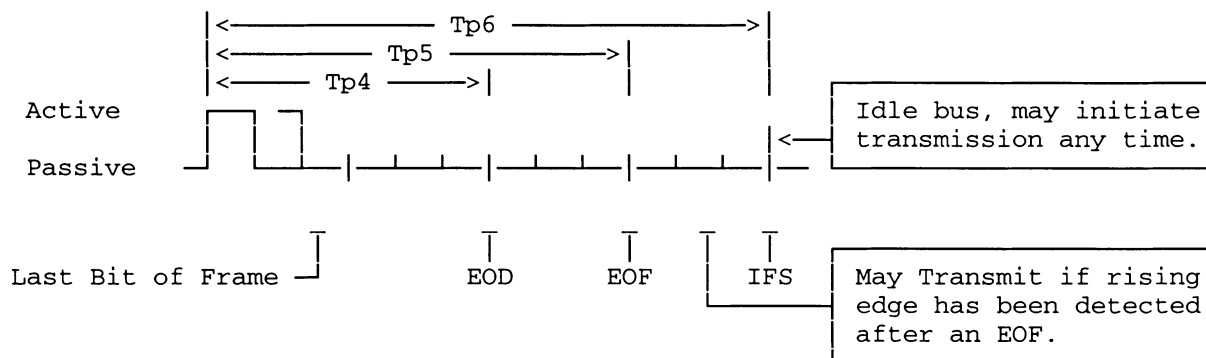 Tp6
Tp5
Tp4
Active
Passive
Idle bus, may initiate
transmission any time.
Last Bit of Frame
EOD
EOF
IFS
May Transmit if rising
edge has been detected
after an EOF.